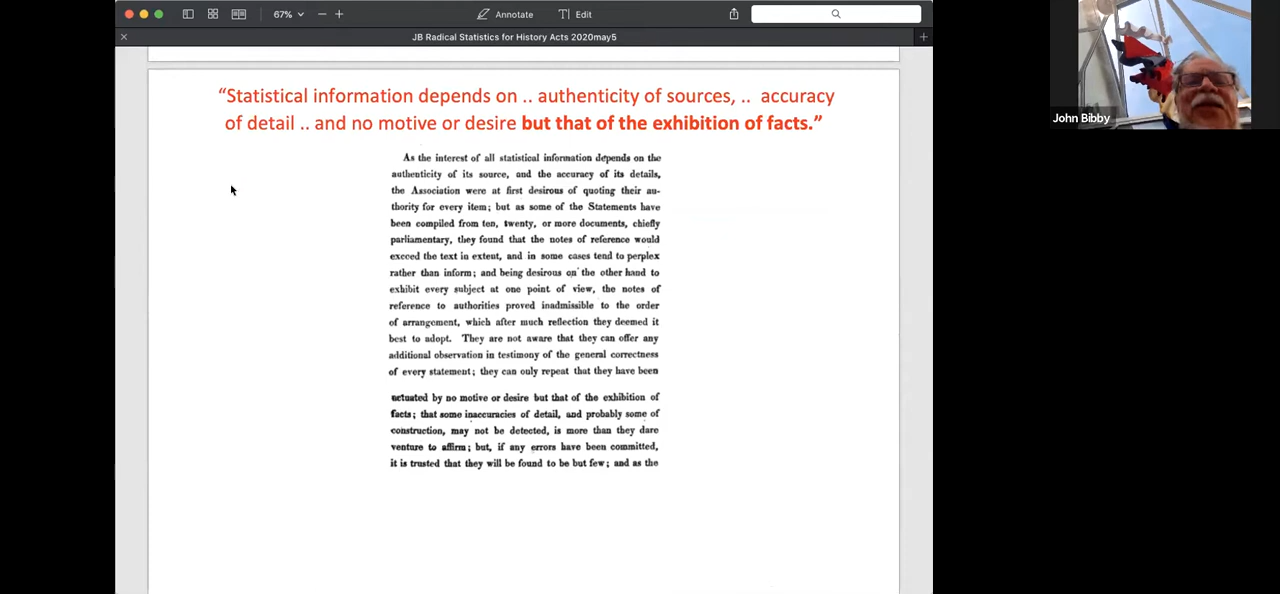 67%
Annotate
Edit
JB Radical Statistics for History Acts 2020may5
“Statistical information depends on .. authenticity of sources, .. accuracy
of detail .. and no motive or desire but that of the exhibition of facts.”
As the interest of all statistical information depends on the
authenticity of its source, and the accuracy of its details,
the Association were at first desirous of quoting their au-
thority for every item; but as some of the Statements have
been compiled from ten, twenty, or more documents, chiefly
parliamentary, they found that the notes of reference would
exceed the text in extent, and in some cases tend to perplex
rather than inform; and being desirous on the other hand to
exhibit every subject at one point of view, the notes of
reference to authorities proved inadmissible to the order
of arrangement, which after much reflection they deemed it
best to adopt. They are not aware that they can offer any
additional observation in testimony of the general correctness
of every statement; they can only repeat that they have been
actuated by no motive or desire but that of the exhibition of
facts; that some inaccuracies of detail, and probably some of
construction, may not be detected, is more than they dare
venture to affirm; but, if any errors have been committed,
it is trusted that they will be found to be but few; and as the
John Bibby